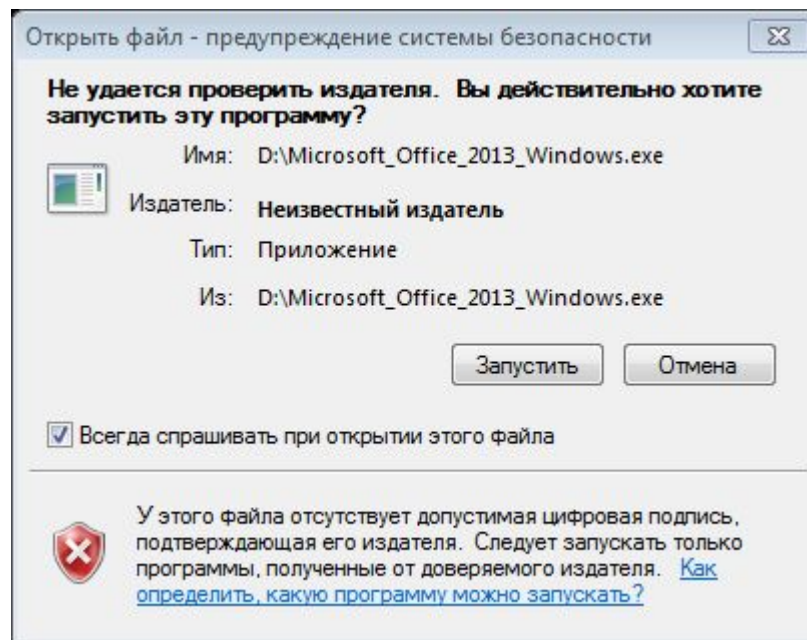 Открыть файл - предупреждение системы безопасности
Не удается проверить издателя. Вы действительно хотите
запустить эту программу?
Имя: D:\Microsoft_Office_2013_Windows.exe
Издатель: Неизвестный издатель
Тип: Приложение
Из: D:\Microsoft_Office_2013_Windows.exe
Запустить Отмена
Всегда спрашивать при открытии этого файла
У этого файла отсутствует допустимая цифровая подпись,
подтверждающая его издателя. Следует запускать только
программы, полученные от доверяемого издателя. Как
определить, какую программу можно запускать?